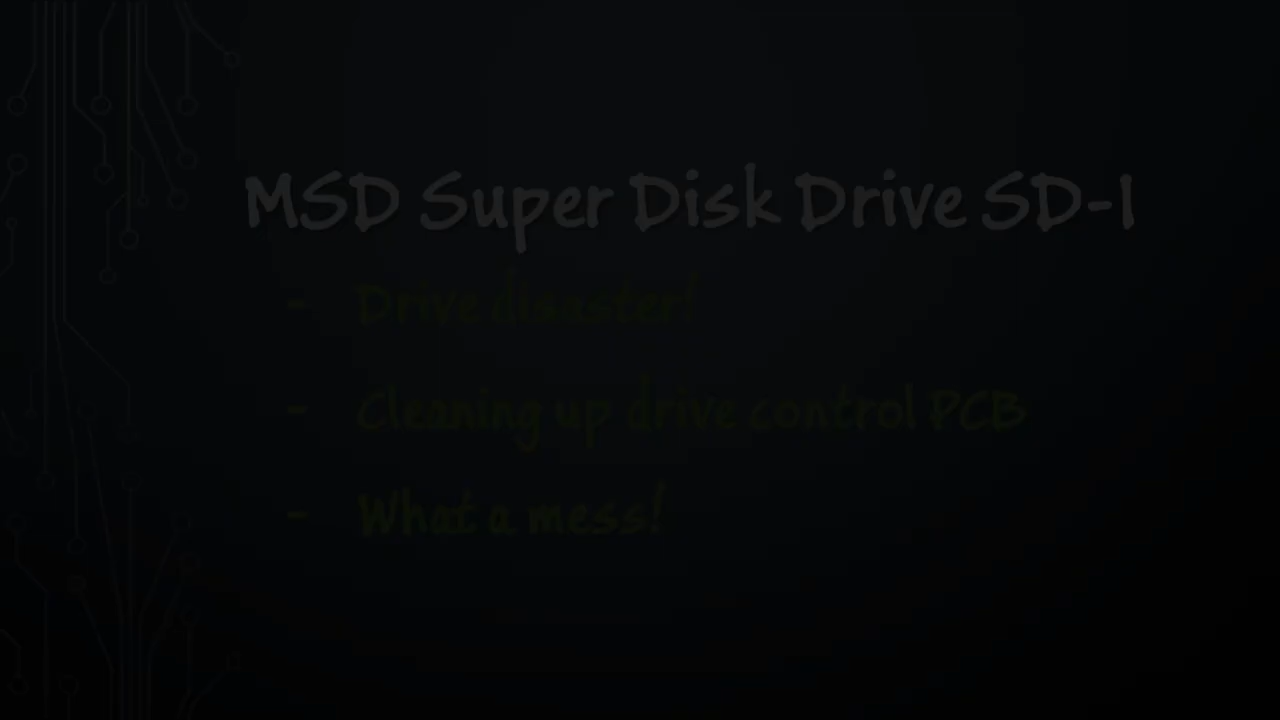 MSD Super Disk Drive SD-1
- Drive disaster!
- Cleaning up drive control PCB
- What a mess!